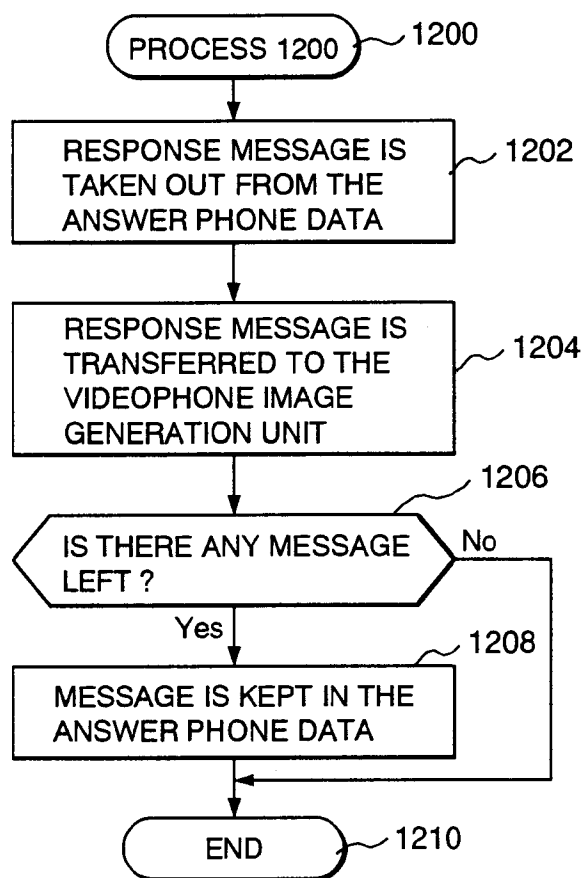 PROCESS 1200
1200
RESPONSE MESSAGE IS
TAKEN OUT FROM THE
ANSWER PHONE DATA
1202
RESPONSE MESSAGE IS
TRANSFERRED TO THE
VIDEOPHONE IMAGE
GENERATION UNIT
1204
1206
IS THERE ANY MESSAGE
LEFT ?
No
Yes
1208
MESSAGE IS KEPT IN THE
ANSWER PHONE DATA
END
1210